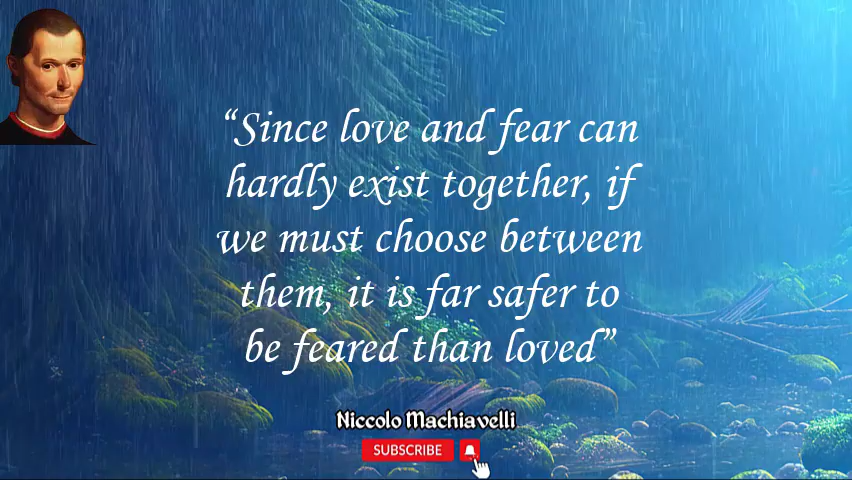 “Since love and fear can
hardly exist together, if
we must choose between
them, it is far safer to
be feared than loved”
Niccolo Machiavelli
SUBSCRIBE